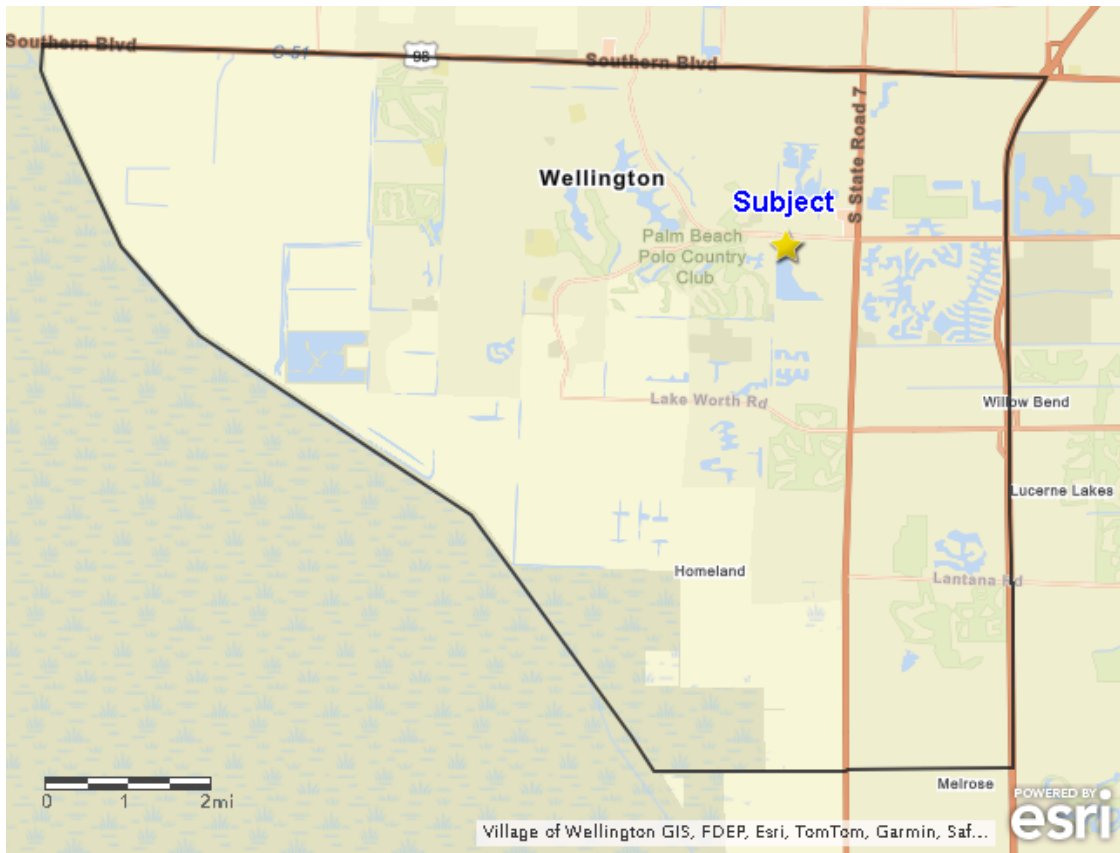 Southern Blvd
C-51
98
Southern Blvd
S State Road 7
Wellington
Subject
Palm Beach
Polo Country
Club
Lake Worth Rd
Willow Bend
Lucerne Lakes
Homeland
Lantana Rd
Melrose
0 1 2mi
POWERED BY
esri
Village of Wellington GIS, FDEP, Esri, TomTom, Garmin, Saf...